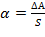 α = ΔA / S